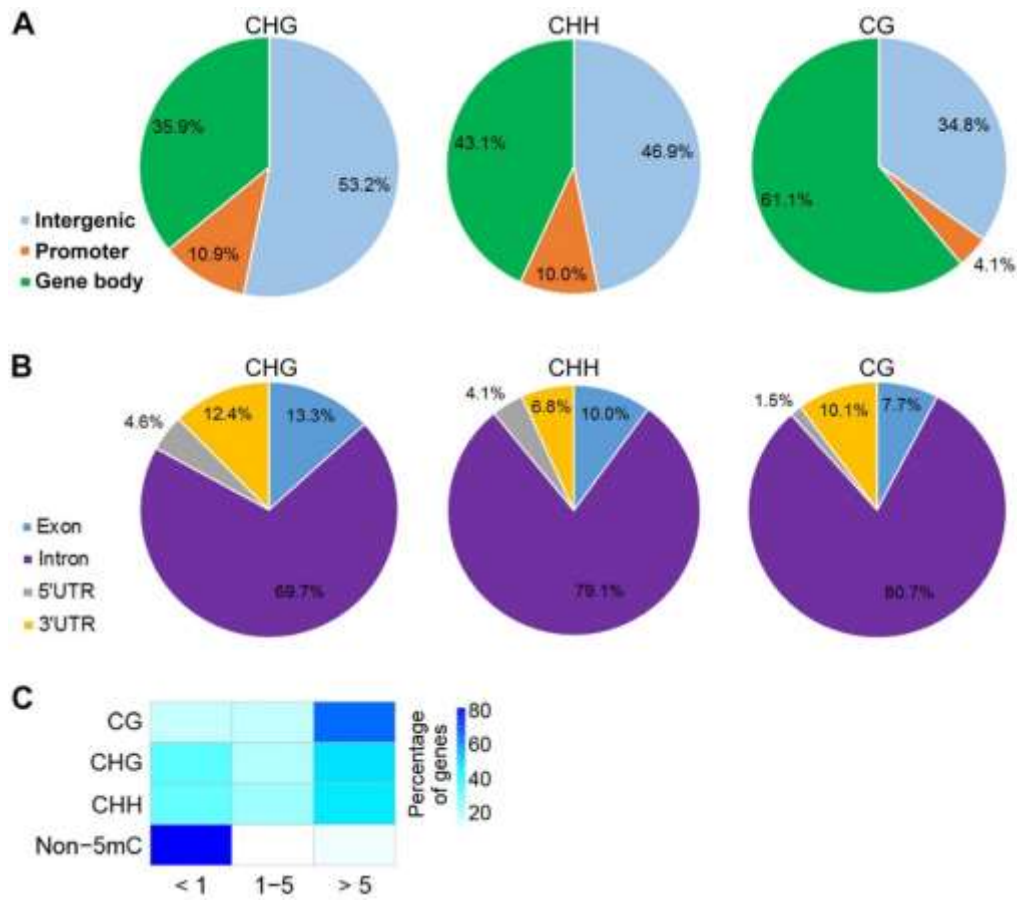 A
CHG
CHH
CG
35.9%
53.2%
10.9%
43.1%
46.9%
10.0%
34.8%
61.1%
4.1%
Intergenic
Promoter
Gene body
B
CHG
CHH
CG
4.6%
12.4%
13.3%
69.7%
4.1%
6.8%
10.0%
79.1%
1.5%
10.1%
7.7%
80.7%
Exon
Intron
5'UTR
3'UTR
C
CG
CHG
CHH
Non-5mC
< 1
1-5
> 5
Percentage
of genes
80
60
40
20